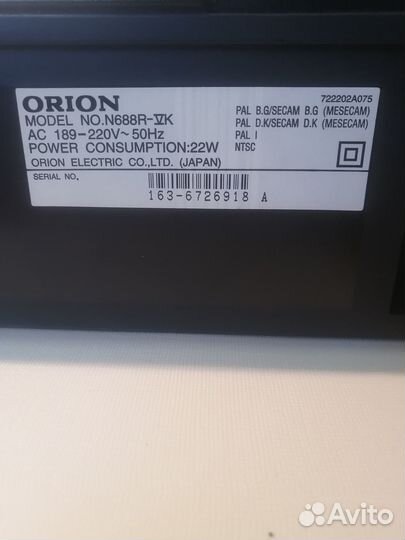 ORION
MODEL NO.N688R-VK
AC 189-220V~50Hz
POWER CONSUMPTION:22W
ORION ELECTRIC CO.,LTD. (JAPAN)
722202A075
PAL B.G/SECAM B.G (MESECAM)
PAL D.K/SECAM D.K (MESECAM)
PAL I
NTSC
SERIAL NO.
163-6726918 A
Avito